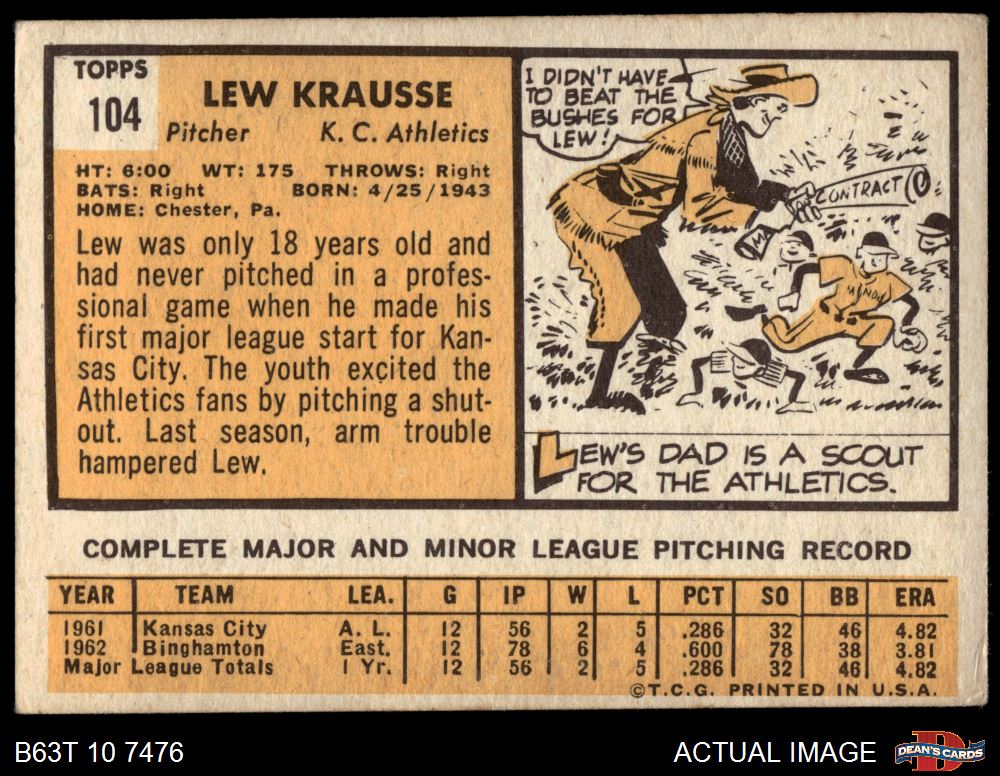 TOPPS
104
LEW KRAUSSE
Pitcher K. C. Athletics
HT: 6:00 WT: 175 THROWS: Right
BATS: Right BORN: 4/25/1943
HOME: Chester, Pa.
Lew was only 18 years old and
had never pitched in a profes-
sional game when he made his
first major league start for Kan-
sas City. The youth excited the
Athletics fans by pitching a shut-
out. Last season, arm trouble
hampered Lew.
I DIDN'T HAVE
TO BEAT THE
BUSHES FOR
LEW!
CONTRACT
MINOR
LEW'S DAD IS A SCOUT
FOR THE ATHLETICS.
COMPLETE MAJOR AND MINOR LEAGUE PITCHING RECORD
YEAR TEAM LEA. G IP W L PCT SO BB ERA
1961 Kansas City A. L. 12 56 2 5 .286 32 46 4.82
1962 Binghamton East. 12 78 6 4 .600 78 38 3.81
Major League Totals 1 Yr. 12 56 2 5 .286 32 46 4.82
©T.C.G. PRINTED IN U.S.A.
B63T 10 7476 ACTUAL IMAGE
DEAN'S CARDS